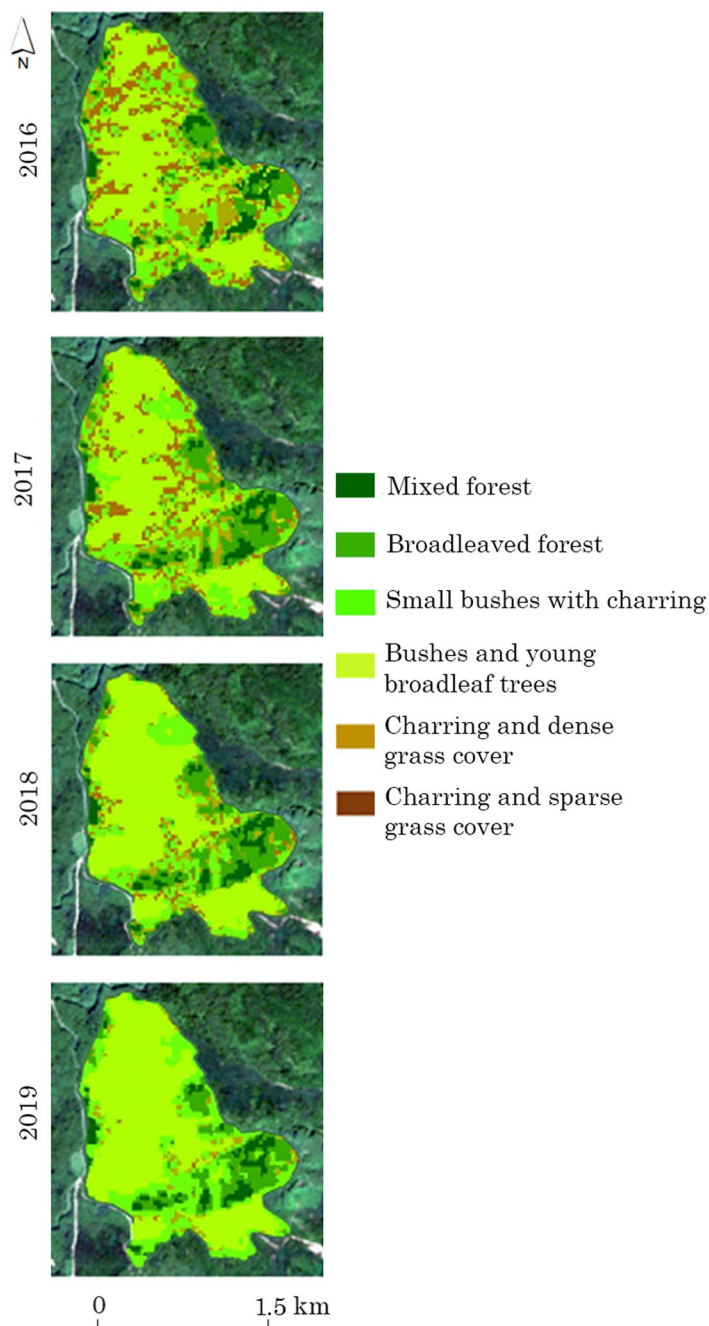 N
2016
2017
Mixed forest
Broadleaved forest
Small bushes with charring
Bushes and young
broadleaf trees
Charring and dense
grass cover
Charring and sparse
grass cover
2018
2019
0 1.5 km